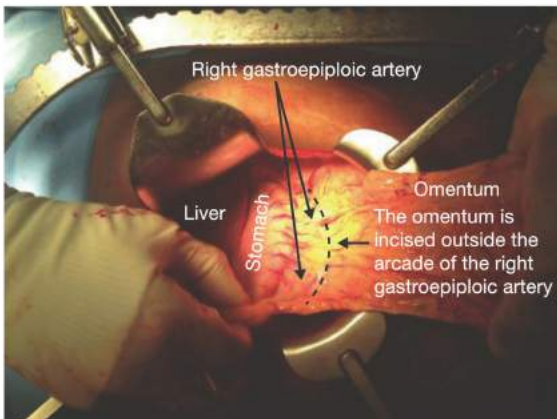 Right gastroepiploic artery
Liver
Stomach
Omentum
The omentum is
incised outside the
arcade of the right
gastroepiploic artery